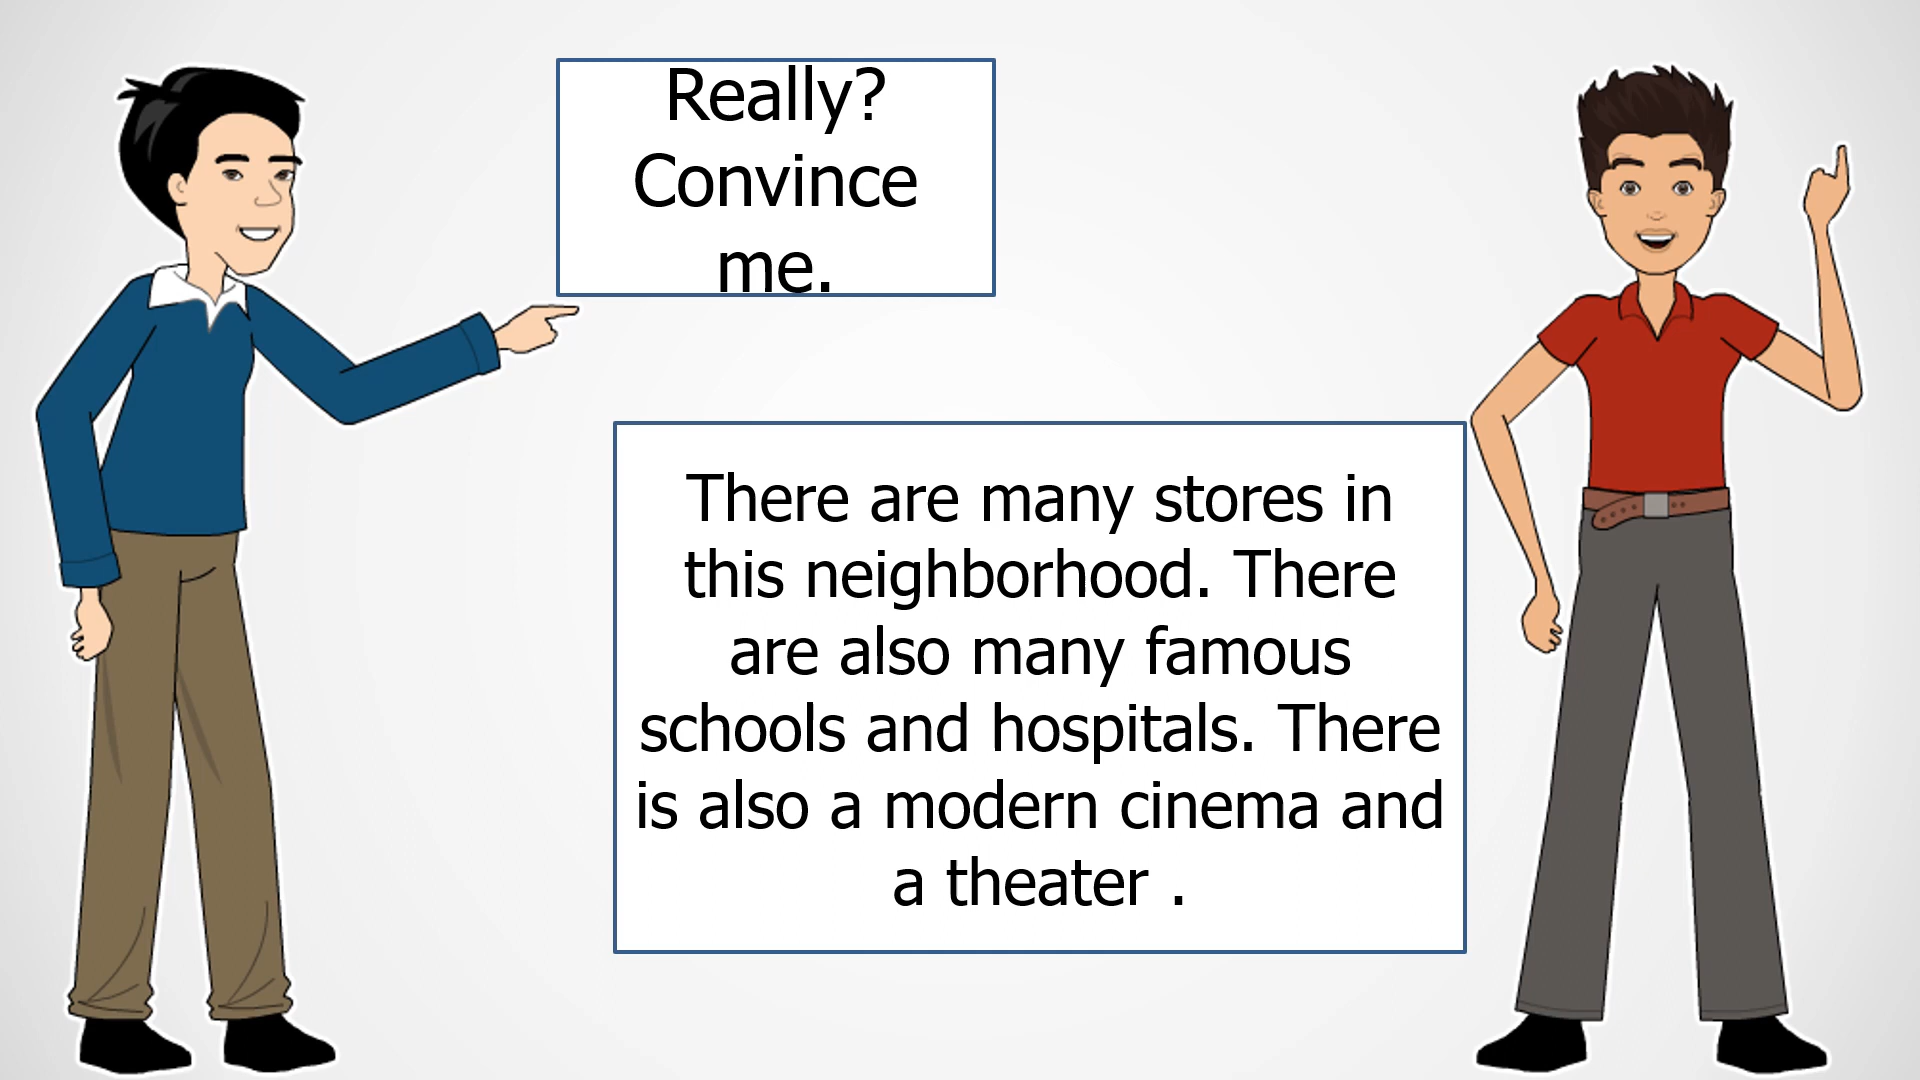 Really?
Convince
me.
There are many stores in
this neighborhood. There
are also many famous
schools and hospitals. There
is also a modern cinema and
a theater .